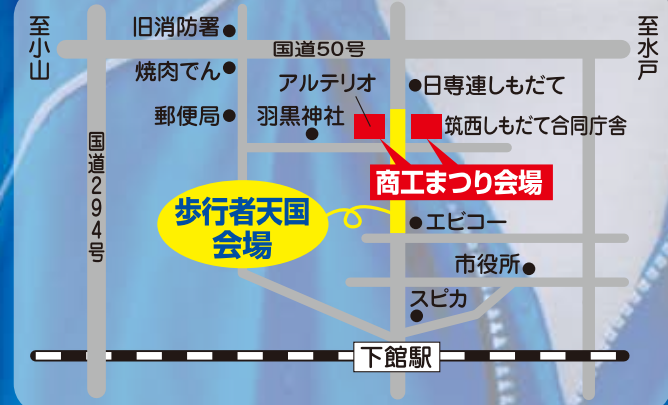 至小山
旧消防署
国道50号
至水戸
焼肉でん
アルテリオ
日専連しもだて
郵便局
羽黒神社
筑西しもだて合同庁舎
国道294号
商工まつり会場
歩行者天国
会場
エビコー
市役所
スピカ
下館駅